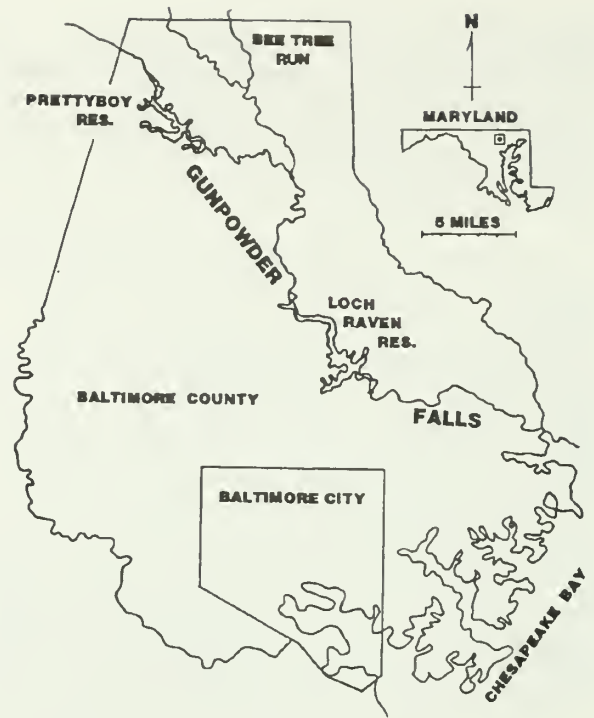 BEE TREE
RUN
N
PRETTYBOY
RES.
MARYLAND
GUNPOWDER
5 MILES
LOCH
RAVEN
RES.
BALTIMORE COUNTY
FALLS
BALTIMORE CITY
CHESAPEAKE BAY